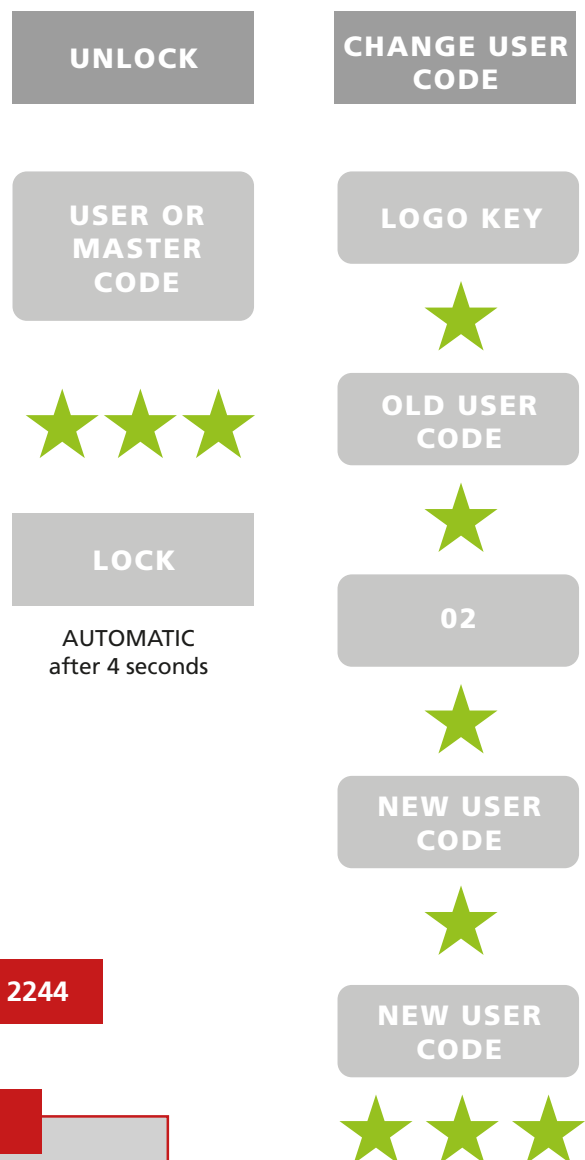 UNLOCK
USER OR
MASTER
CODE
LOCK
AUTOMATIC
after 4 seconds
2244
CHANGE USER
CODE
LOGO KEY
OLD USER
CODE
02
NEW USER
CODE
NEW USER
CODE